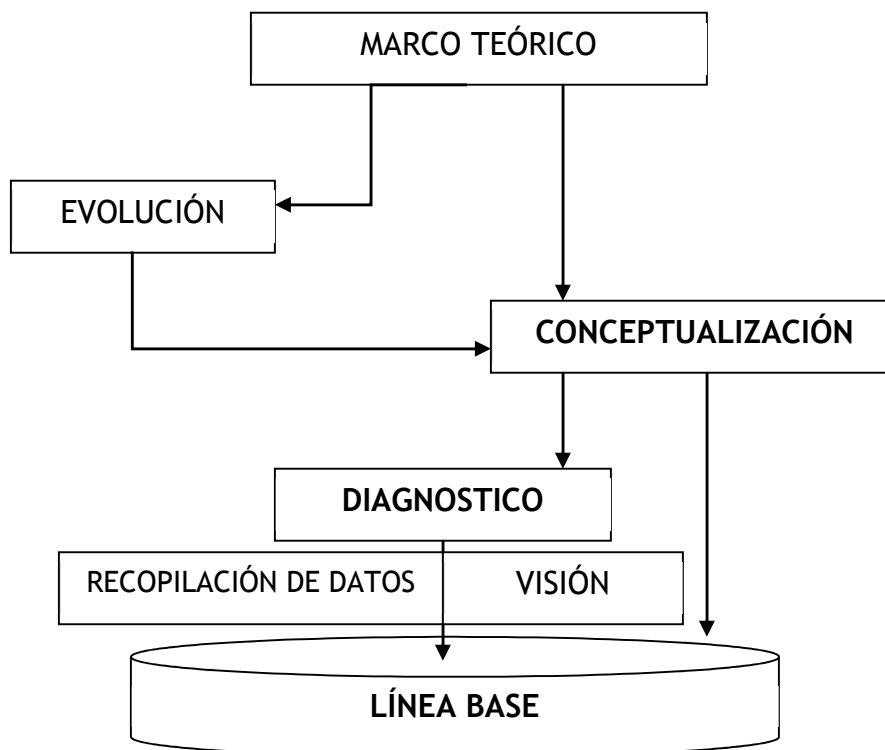 MARCO TEÓRICO
EVOLUCIÓN
CONCEPTUALIZACIÓN
DIAGNOSTICO
RECOPILACIÓN DE DATOS
VISIÓN
LÍNEA BASE